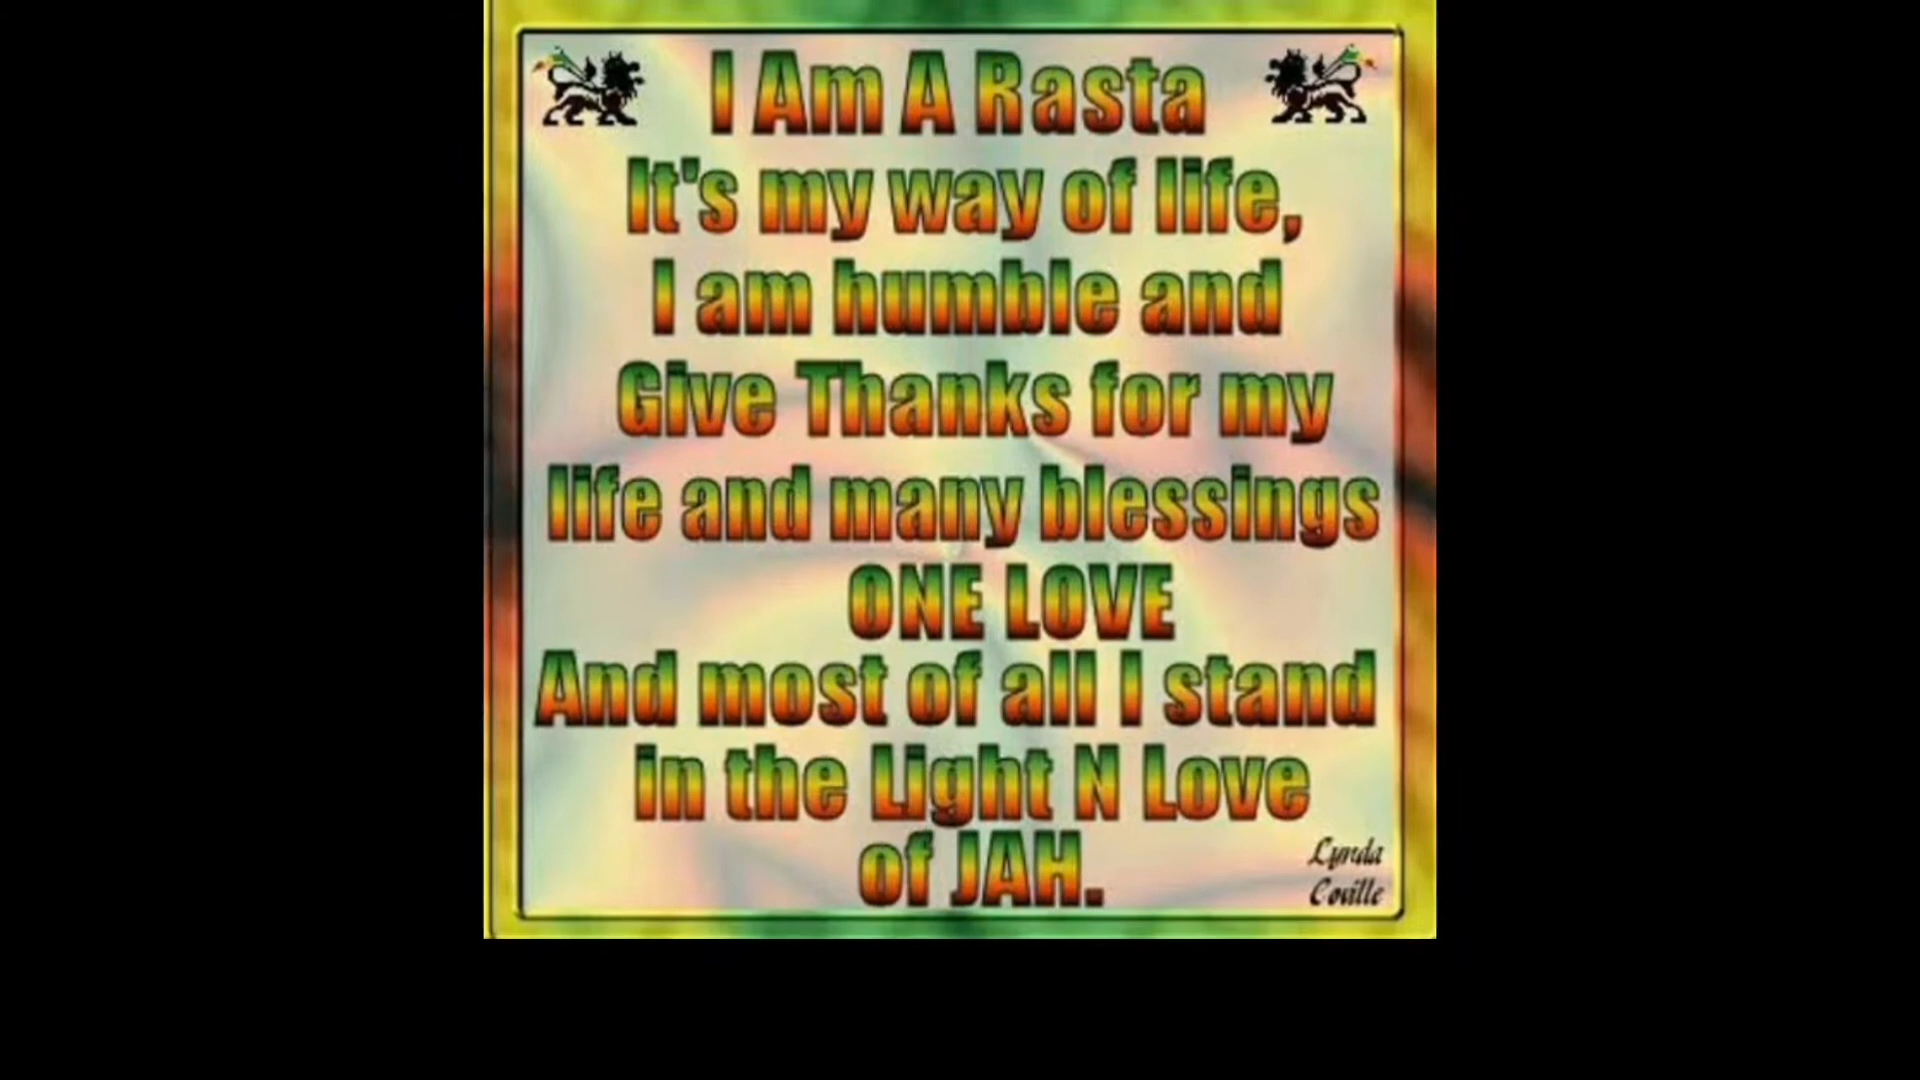 I Am A Rasta
It's my way of life,
I am humble and
Give Thanks for my
life and many blessings
ONE LOVE
And most of all I stand
in the Light N Love
of JAH.
Lynda
Coville